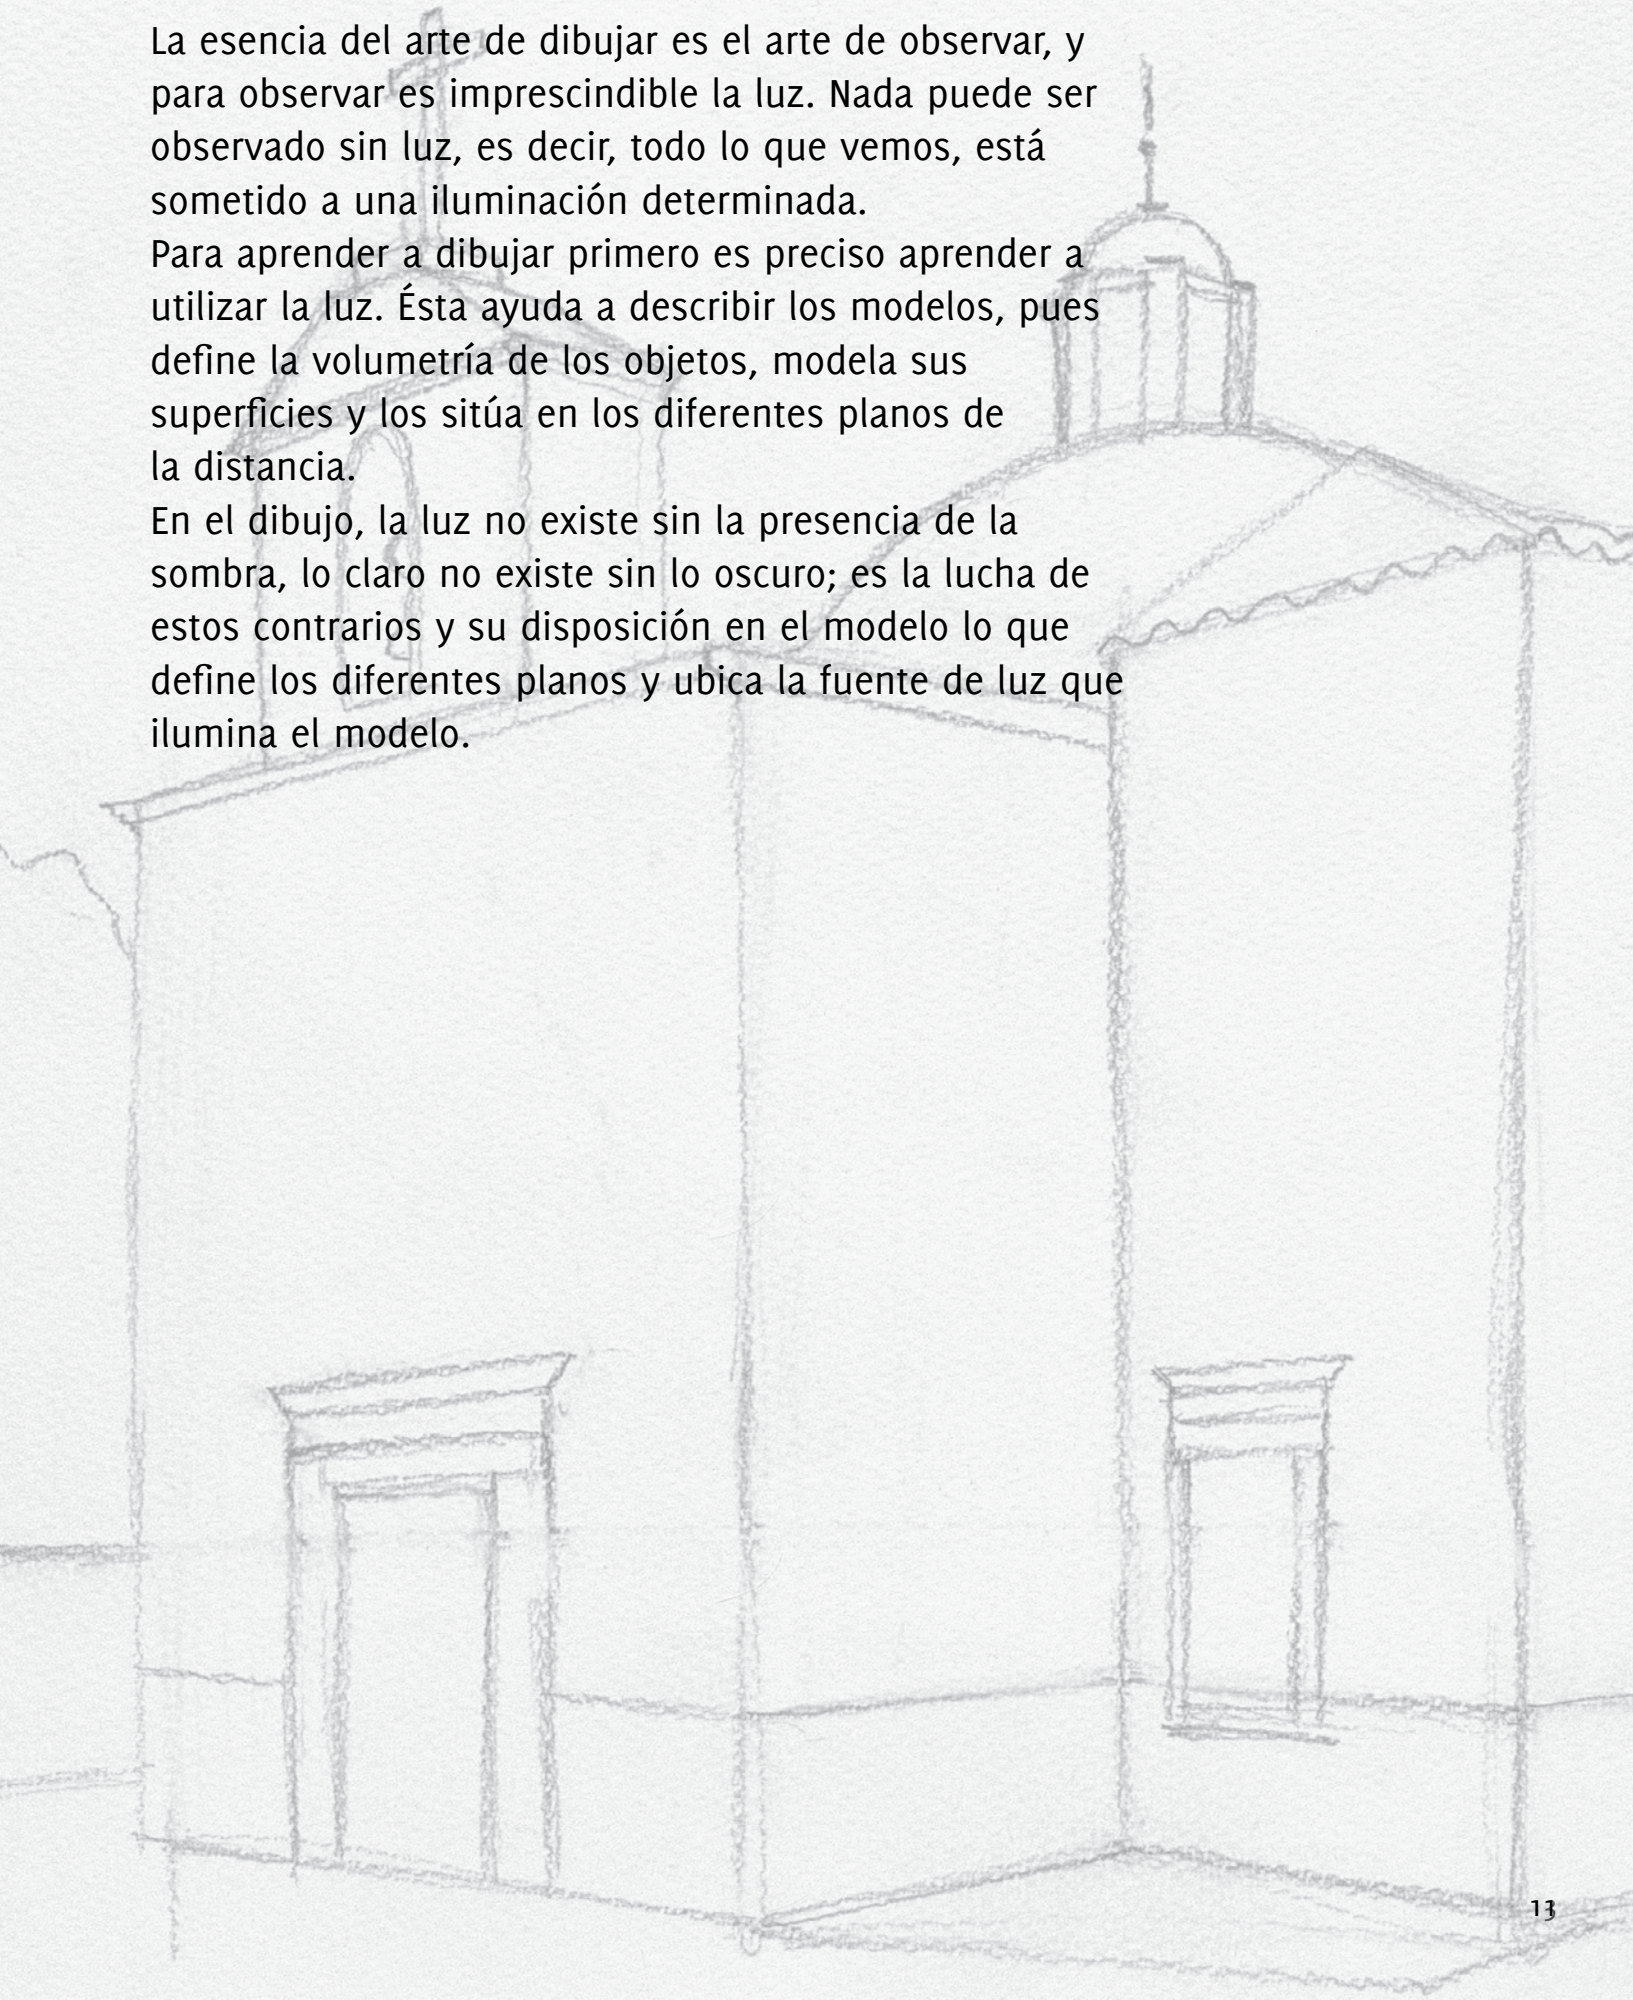 La esencia del arte de dibujar es el arte de observar, y
para observar es imprescindible la luz. Nada puede ser
observado sin luz, es decir, todo lo que vemos, está
sometido a una iluminación determinada.
Para aprender a dibujar primero es preciso aprender a
utilizar la luz. Ésta ayuda a describir los modelos, pues
define la volumetría de los objetos, modela sus
superficies y los sitúa en los diferentes planos de
la distancia.
En el dibujo, la luz no existe sin la presencia de la
sombra, lo claro no existe sin lo oscuro; es la lucha de
estos contrarios y su disposición en el modelo lo que
define los diferentes planos y ubica la fuente de luz que
ilumina el modelo.